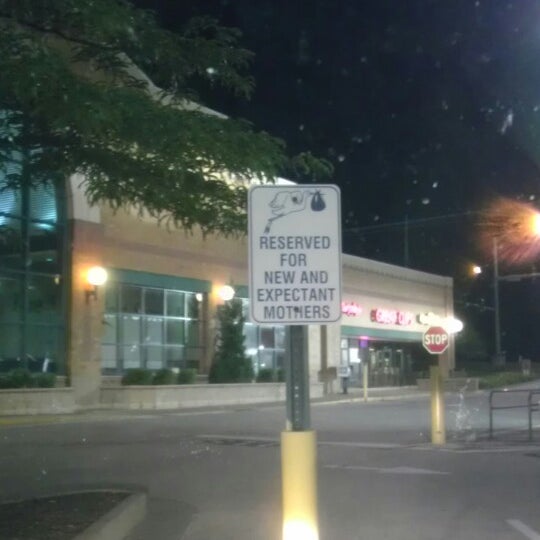 RESERVED
FOR
NEW AND
EXPECTANT
MOTHERS
STOP